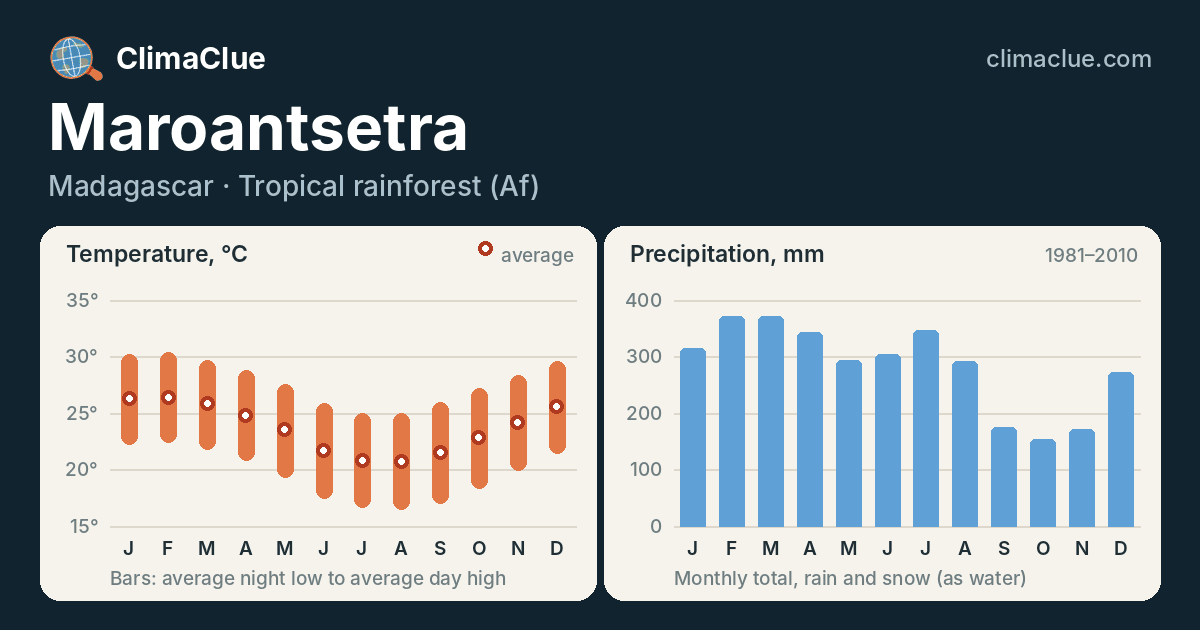 ClimaClue
climaclue.com
Maroantsetra
Madagascar · Tropical rainforest (Af)
Temperature, °C
average
35°
30°
25°
20°
15°
J F M A M J J A S O N D
Bars: average night low to average day high
Precipitation, mm
1981–2010
400
300
200
100
0
J F M A M J J A S O N D
Monthly total, rain and snow (as water)